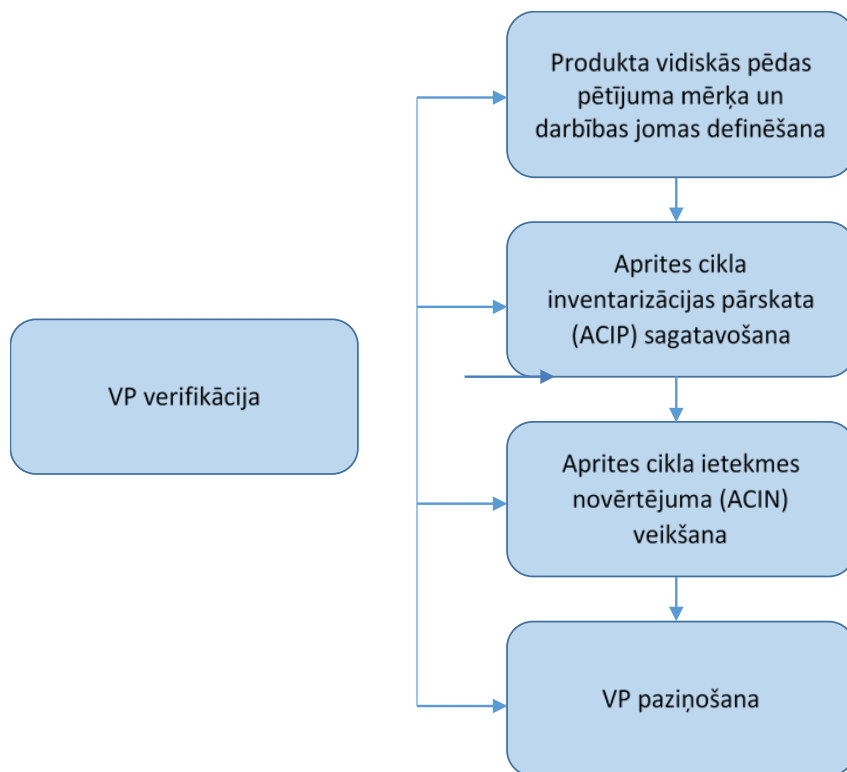 Produkta vidiskās pēdas
pētījuma mērķa un
darbības jomas definēšana
Aprites cikla
inventarizācijas pārskata
(ACIP) sagatavošana
VP verifikācija
Aprites cikla ietekmes
novērtējuma (ACIN)
veikšana
VP paziņošana